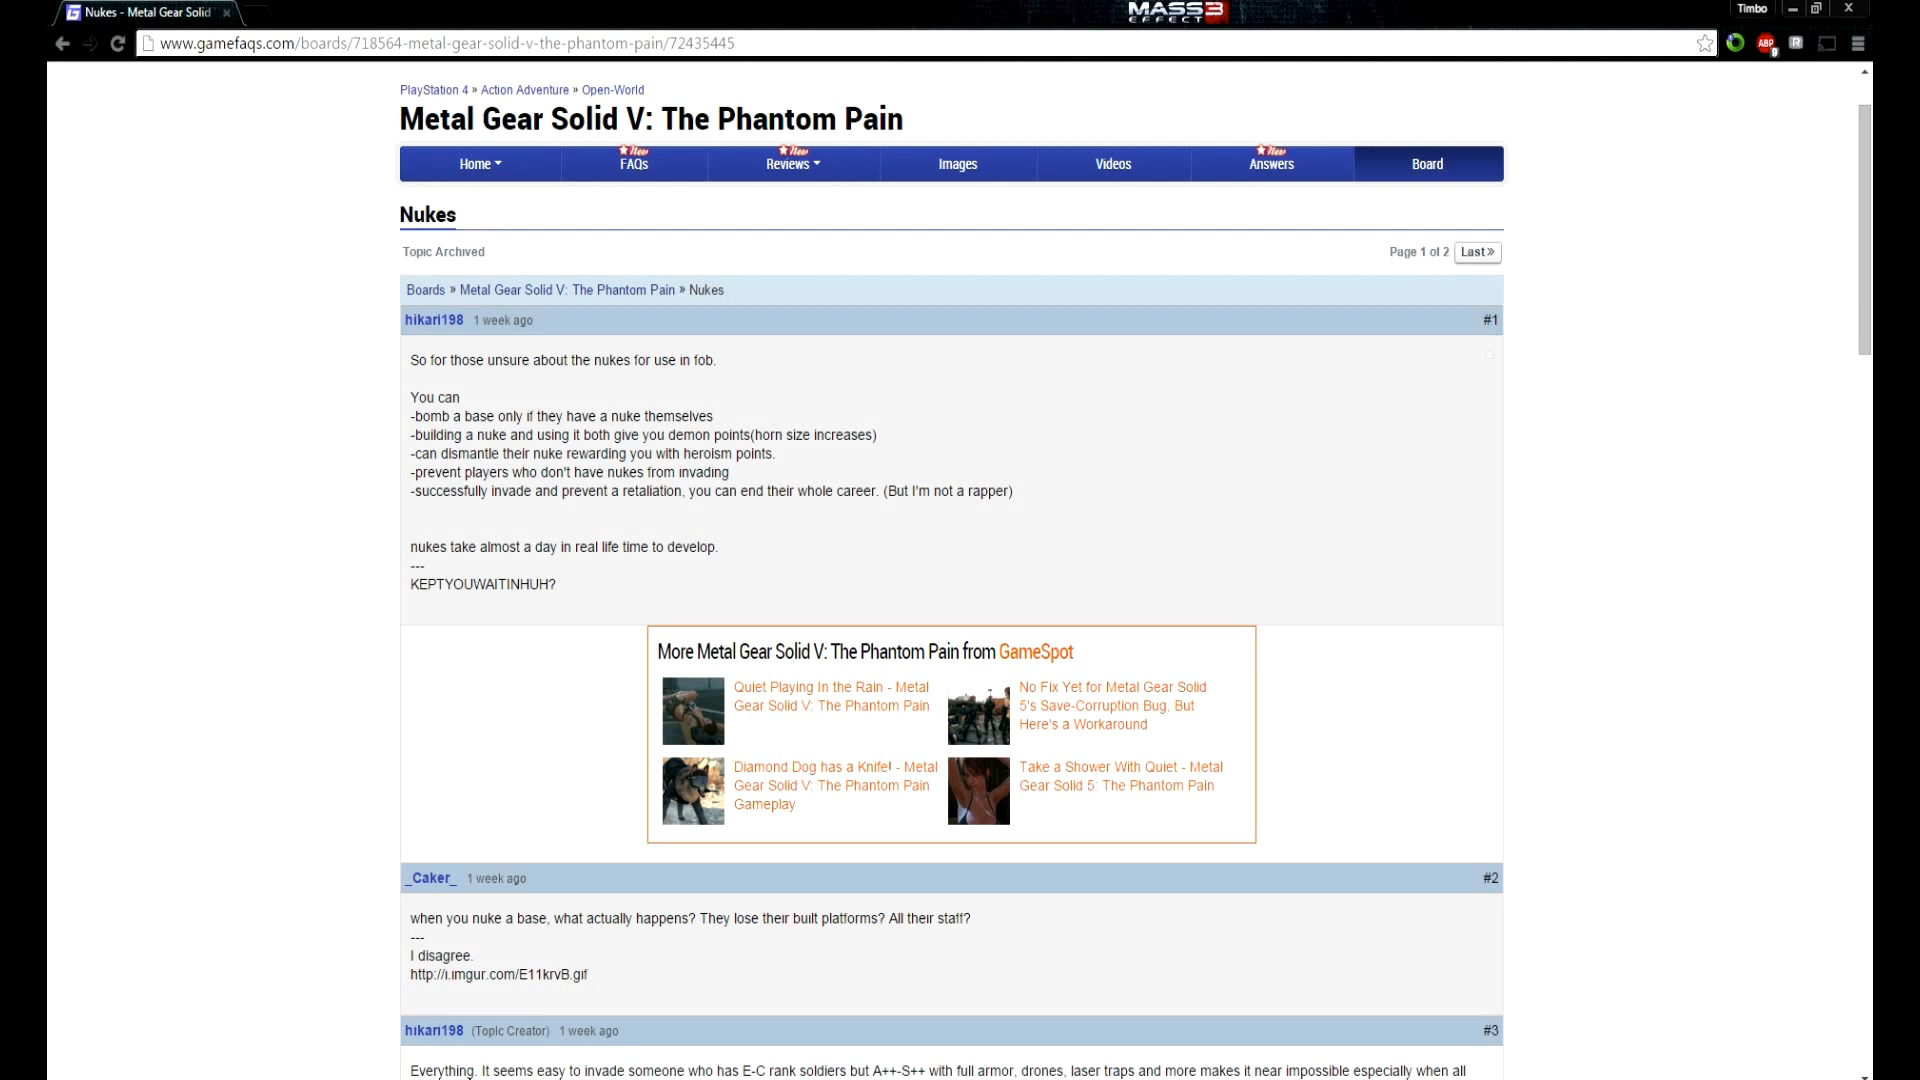 Nukes - Metal Gear Solid
MASS EFFECT 3
Timbo
www.gamefaqs.com/boards/718564-metal-gear-solid-v-the-phantom-pain/72435445
ABP
9
PlayStation 4 » Action Adventure » Open-World
Metal Gear Solid V: The Phantom Pain
New New New
Home FAQs Reviews Images Videos Answers Board
Nukes
Topic Archived Page 1 of 2 Last »
Boards » Metal Gear Solid V: The Phantom Pain » Nukes
hikari198 1 week ago #1
So for those unsure about the nukes for use in fob.
You can
-bomb a base only if they have a nuke themselves
-building a nuke and using it both give you demon points(horn size increases)
-can dismantle their nuke rewarding you with heroism points.
-prevent players who don't have nukes from invading
-successfully invade and prevent a retaliation, you can end their whole career. (But I'm not a rapper)
nukes take almost a day in real life time to develop.
---
KEPTYOUWAITINHUH?
More Metal Gear Solid V: The Phantom Pain from GameSpot
Quiet Playing In the Rain - Metal
Gear Solid V: The Phantom Pain
No Fix Yet for Metal Gear Solid
5's Save-Corruption Bug, But
Here's a Workaround
Diamond Dog has a Knife! - Metal
Gear Solid V: The Phantom Pain
Gameplay
Take a Shower With Quiet - Metal
Gear Solid 5: The Phantom Pain
_Caker_ 1 week ago #2
when you nuke a base, what actually happens? They lose their built platforms? All their staff?
---
I disagree.
http://i.imgur.com/E11krvB.gif
hikari198 (Topic Creator) 1 week ago #3
Everything. It seems easy to invade someone who has E-C rank soldiers but A++-S++ with full armor, drones, laser traps and more makes it near impossible especially when all